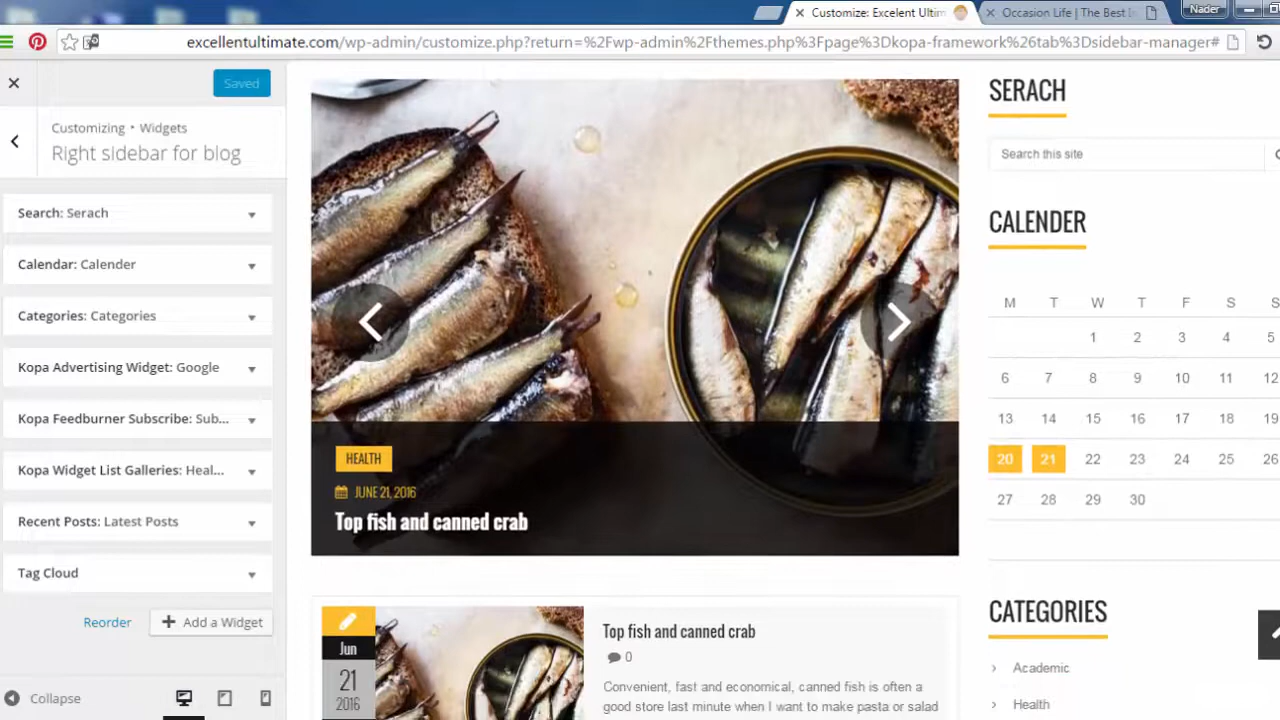 Customize: Excelent Ultim
Occasion Life | The Best I
Nader
excellentultimate.com/wp-admin/customize.php?return=%2Fwp-admin%2Fthemes.php%3Fpage%3Dkopa-framework%26tab%3Dsidebar-manager#
Saved
Customizing • Widgets
Right sidebar for blog
Search: Serach
Calendar: Calender
Categories: Categories
Kopa Advertising Widget: Google
Kopa Feedburner Subscribe: Sub...
Kopa Widget List Galleries: Heal...
Recent Posts: Latest Posts
Tag Cloud
Reorder
Add a Widget
Collapse
HEALTH
JUNE 21, 2016
Top fish and canned crab
Jun
21
2016
Top fish and canned crab
0
Convenient, fast and economical, canned fish is often a
good store last minute when I want to make pasta or salad
SERACH
Search this site
CALENDER
M T W T F S S
1 2 3 4 5
6 7 8 9 10 11 12
13 14 15 16 17 18 19
20 21 22 23 24 25 26
27 28 29 30
CATEGORIES
Academic
Health